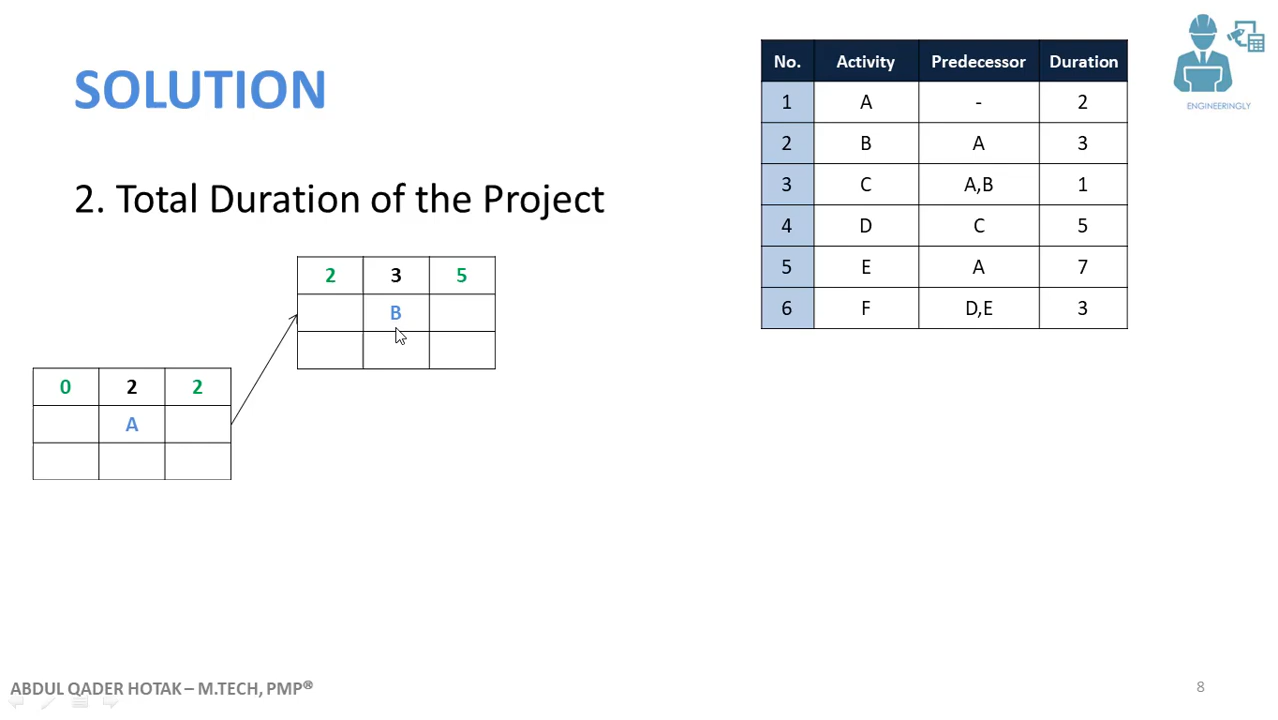 SOLUTION
2. Total Duration of the Project
2 3 5
B
0 2 2
A
No. Activity Predecessor Duration
1 A - 2
2 B A 3
3 C A,B 1
4 D C 5
5 E A 7
6 F D,E 3
ENGINEERINGLY
ABDUL QADER HOTAK – M.TECH, PMP®
8